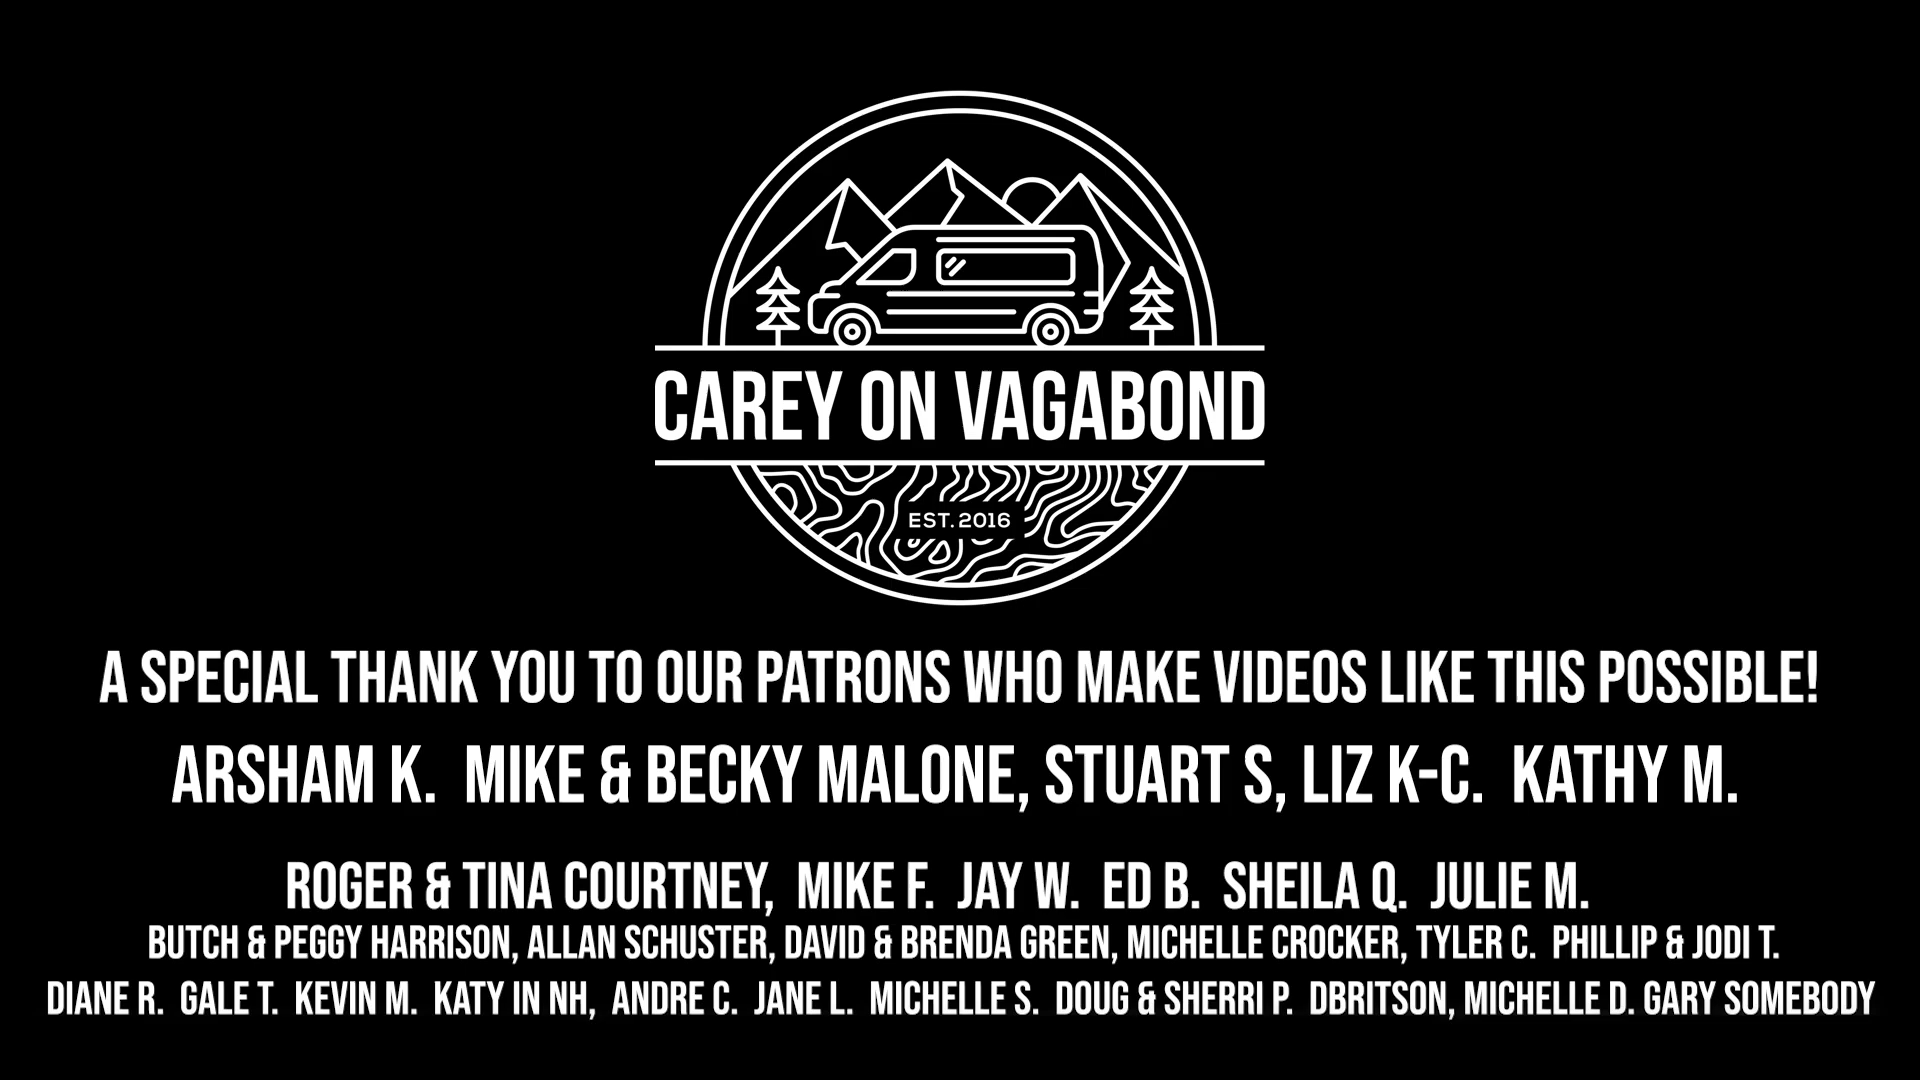 CAREY ON VAGABOND
EST. 2016
A SPECIAL THANK YOU TO OUR PATRONS WHO MAKE VIDEOS LIKE THIS POSSIBLE!
ARSHAM K. MIKE & BECKY MALONE, STUART S, LIZ K-C. KATHY M.
ROGER & TINA COURTNEY, MIKE F. JAY W. ED B. SHEILA Q. JULIE M.
BUTCH & PEGGY HARRISON, ALLAN SCHUSTER, DAVID & BRENDA GREEN, MICHELLE CROCKER, TYLER C. PHILLIP & JODI T.
DIANE R. GALE T. KEVIN M. KATY IN NH, ANDRE C. JANE L. MICHELLE S. DOUG & SHERRI P. DBRITSON, MICHELLE D. GARY SOMEBODY